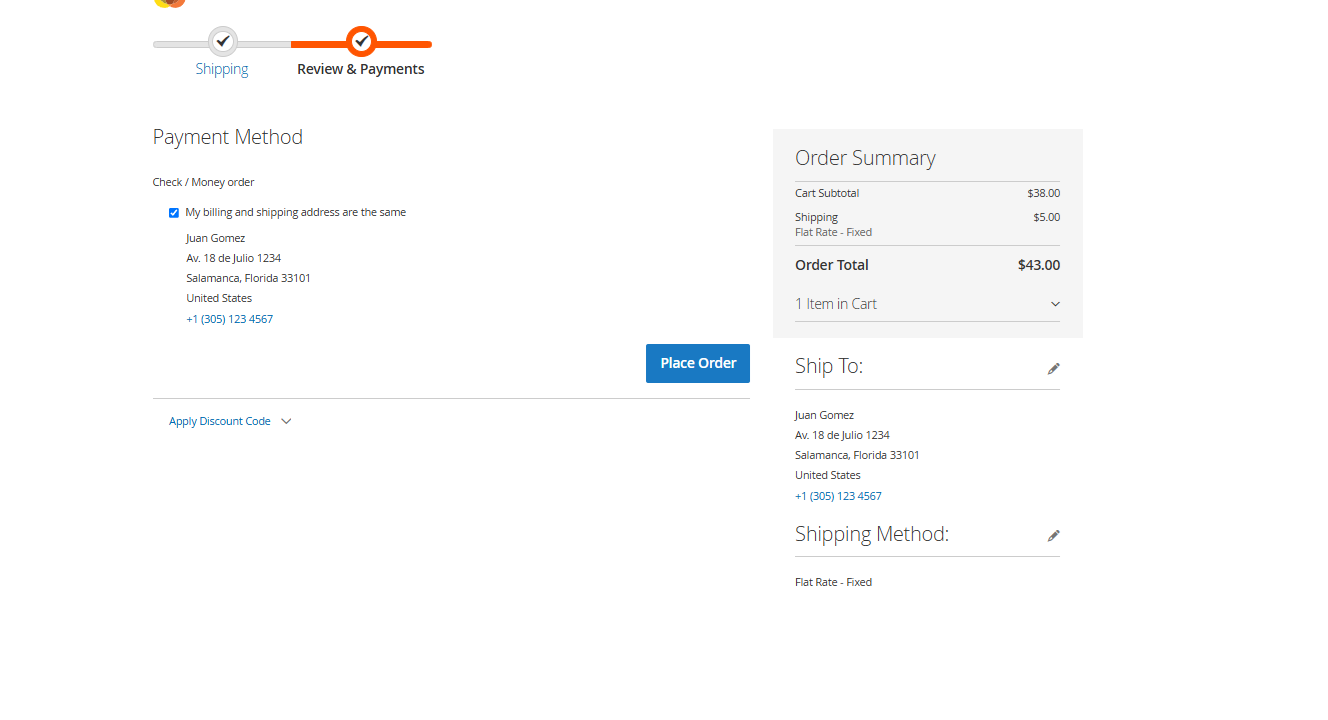 Shipping
Review & Payments
Payment Method
Check / Money order
My billing and shipping address are the same
Juan Gomez
Av. 18 de Julio 1234
Salamanca, Florida 33101
United States
+1 (305) 123 4567
Place Order
Apply Discount Code
Order Summary
Cart Subtotal $38.00
Shipping $5.00
Flat Rate - Fixed
Order Total $43.00
1 Item in Cart
Ship To:
Juan Gomez
Av. 18 de Julio 1234
Salamanca, Florida 33101
United States
+1 (305) 123 4567
Shipping Method:
Flat Rate - Fixed